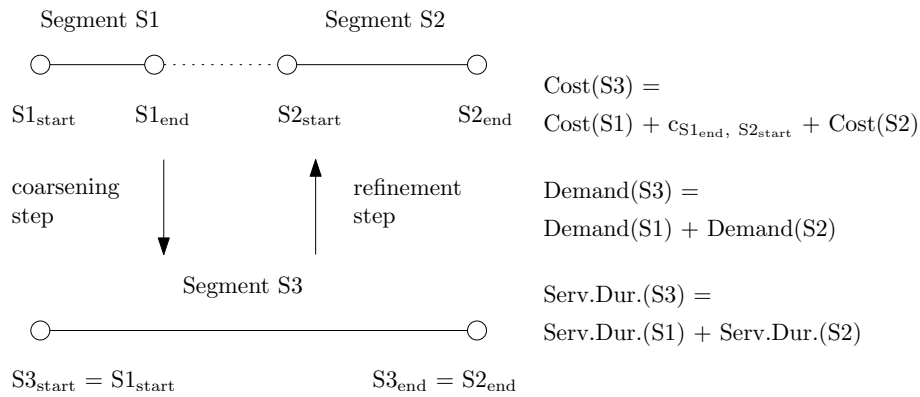 Segment S1
Segment S2
S1start
S1end
S2start
S2end
coarsening
step
refinement
step
Segment S3
S3start = S1start
S3end = S2end
Cost(S3) =
Cost(S1) + cS1end, S2start + Cost(S2)
Demand(S3) =
Demand(S1) + Demand(S2)
Serv.Dur.(S3) =
Serv.Dur.(S1) + Serv.Dur.(S2)